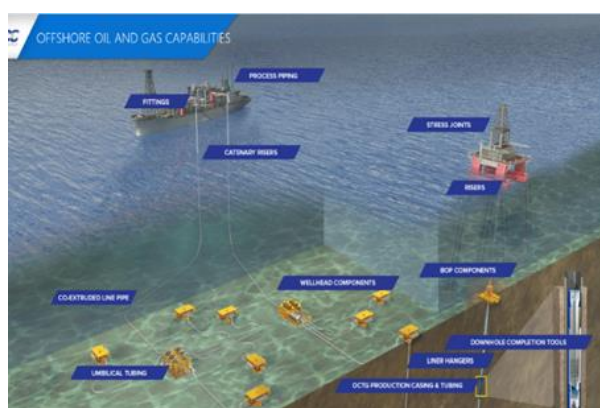 OFFSHORE OIL AND GAS CAPABILITIES
PROCESS PIPING
FITTINGS
STRESS JOINTS
CATENARY RISERS
RISERS
BOP COMPONENTS
WELLHEAD COMPONENTS
CO-EXTRUDED LINE PIPE
DOWNHOLE COMPLETION TOOLS
LINER HANGERS
UMBILICAL TUBING
OCTG PRODUCTION CASING & TUBING